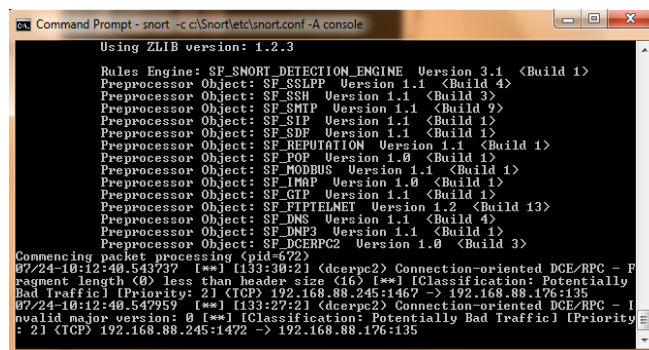 Command Prompt - snort -c c:\Snort\etc\snort.conf -A console
Using ZLIB version: 1.2.3
Rules Engine: SF_SNORT_DETECTION_ENGINE Version 3.1 <Build 1>
Preprocessor Object: SF_SSLPP Version 1.1 <Build 4>
Preprocessor Object: SF_SSH Version 1.1 <Build 3>
Preprocessor Object: SF_SMTP Version 1.1 <Build 9>
Preprocessor Object: SF_SIP Version 1.1 <Build 1>
Preprocessor Object: SF_SDF Version 1.1 <Build 1>
Preprocessor Object: SF_REPUTATION Version 1.1 <Build 1>
Preprocessor Object: SF_POP Version 1.0 <Build 1>
Preprocessor Object: SF_MODBUS Version 1.1 <Build 1>
Preprocessor Object: SF_IMAP Version 1.0 <Build 1>
Preprocessor Object: SF_GTP Version 1.1 <Build 1>
Preprocessor Object: SF_FTPTELNET Version 1.2 <Build 13>
Preprocessor Object: SF_DNS Version 1.1 <Build 4>
Preprocessor Object: SF_DNP3 Version 1.1 <Build 1>
Preprocessor Object: SF_DCERPC2 Version 1.0 <Build 3>
Commencing packet processing (pid=672)
07/24-10:12:40.543737 [**] [133:30:2] (dcerpc2) Connection-oriented DCE/RPC - F
ragment length (0) less than header size (16) [**] [Classification: Potentially
Bad Traffic] [Priority: 2] {TCP} 192.168.88.245:1467 -> 192.168.88.176:135
07/24-10:12:40.547959 [**] [133:27:2] (dcerpc2) Connection-oriented DCE/RPC - I
nvalid major version: 0 [**] [Classification: Potentially Bad Traffic] [Priority
: 2] {TCP} 192.168.88.245:1472 -> 192.168.88.176:135